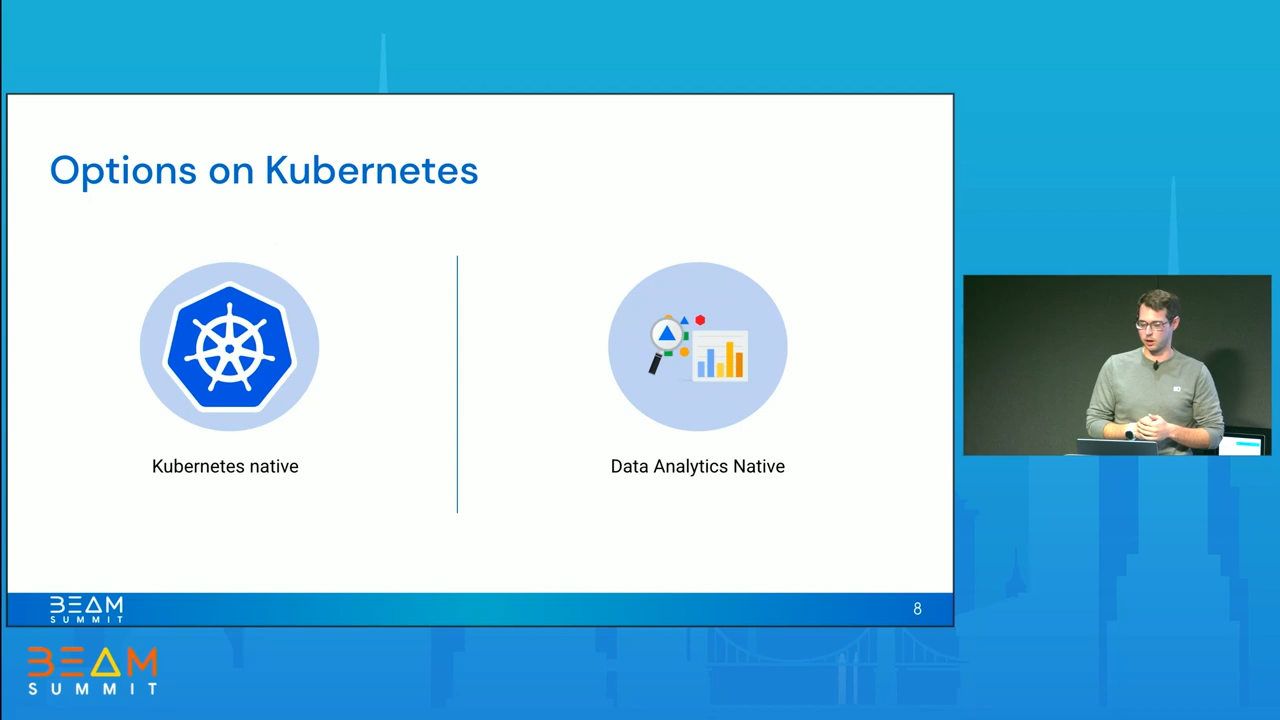 Options on Kubernetes
Kubernetes native
Data Analytics Native
BEAM
SUMMIT
8
BEAM
SUMMIT